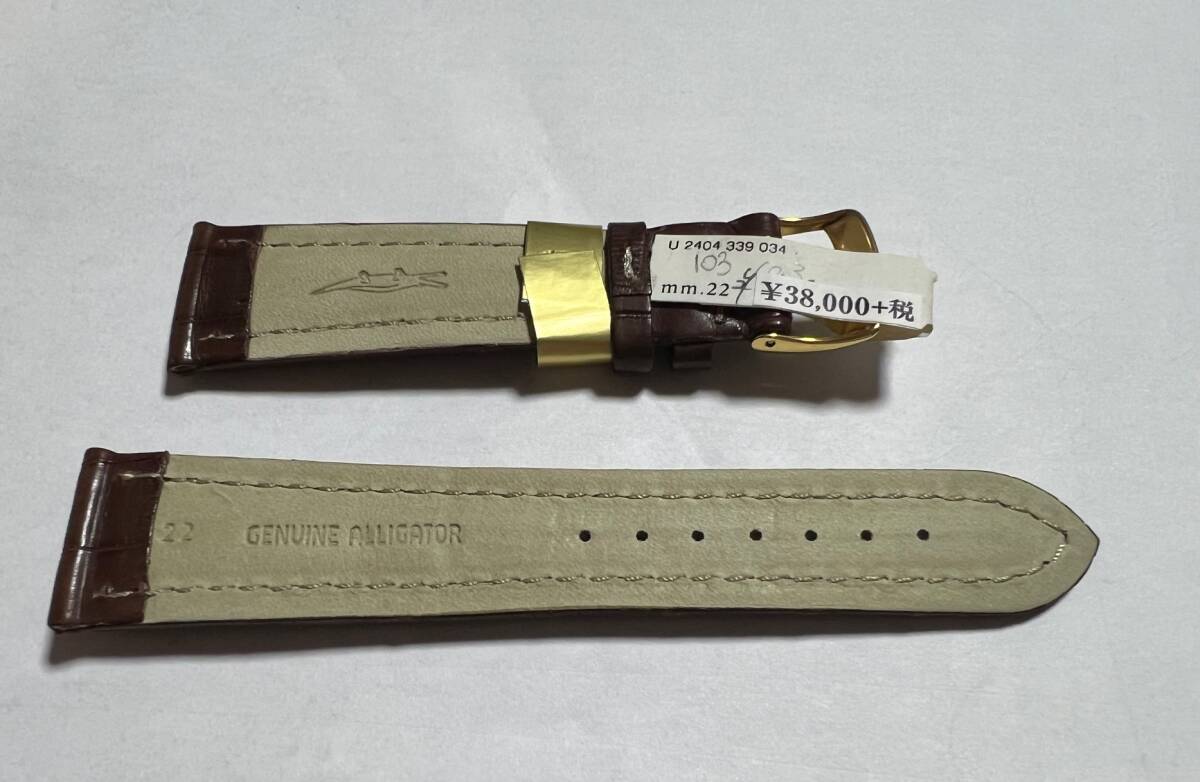 U 2404 339 034
103
mm.22
¥38,000+税
22 GENUINE ALLIGATOR